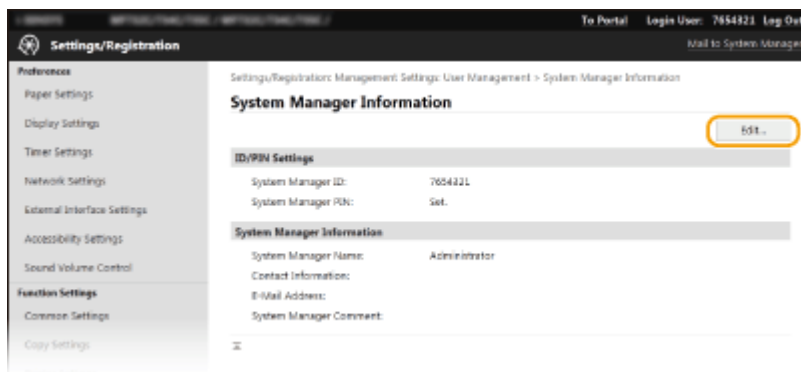 To Portal Login User: 7654321 Log Out
Settings/Registration
Mail to System Manager
Preferences
Paper Settings
Display Settings
Timer Settings
Network Settings
External Interface Settings
Accessibility Settings
Sound Volume Control
Function Settings
Common Settings
Copy Settings
Settings/Registration: Management Settings: User Management > System Manager Information
System Manager Information
Edit...
ID/PIN Settings
System Manager ID: 7654321
System Manager PIN: Set.
System Manager Information
System Manager Name: Administrator
Contact Information:
E-Mail Address:
System Manager Comment: